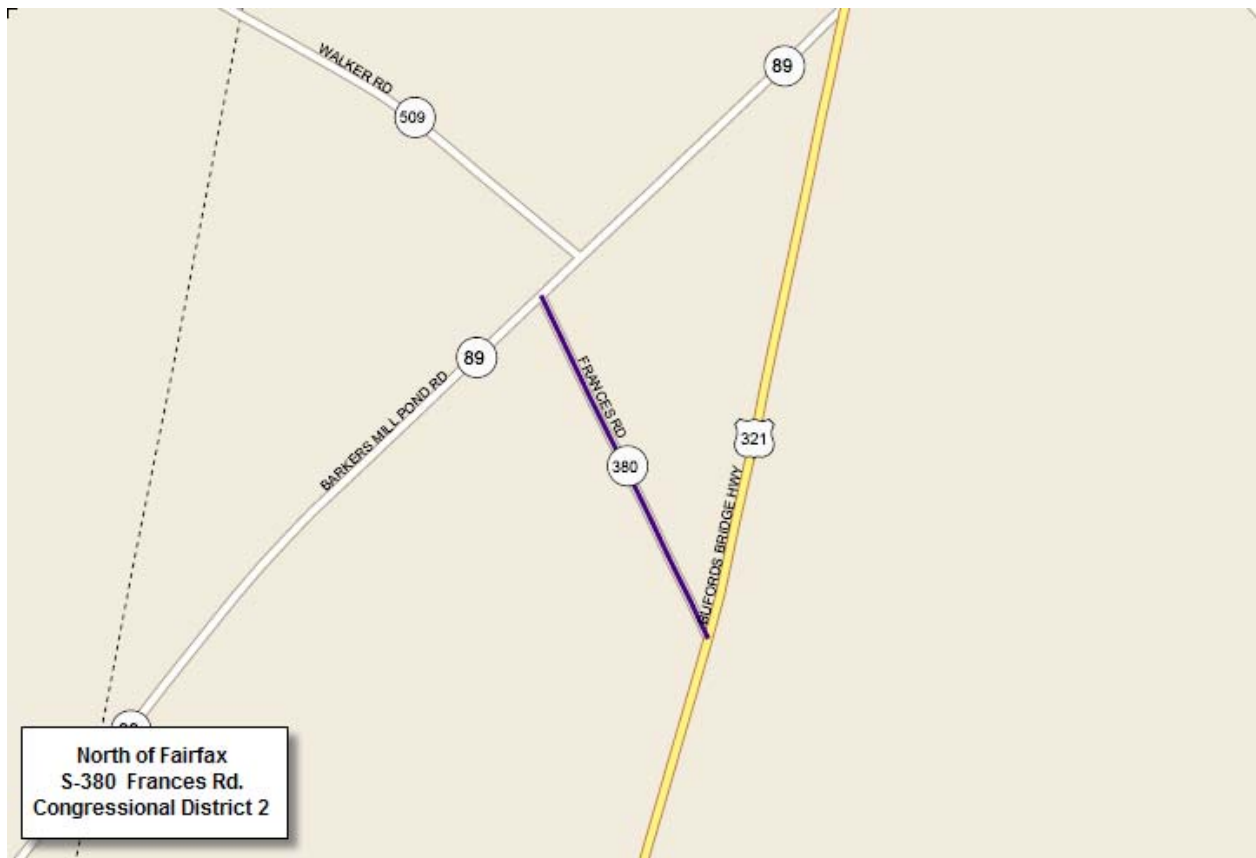 WALKER RD
509
89
89
BARKERS MILL POND RD
FRANCES RD
380
321
BUFORDS BRIDGE HWY
North of Fairfax
S-380 Frances Rd.
Congressional District 2